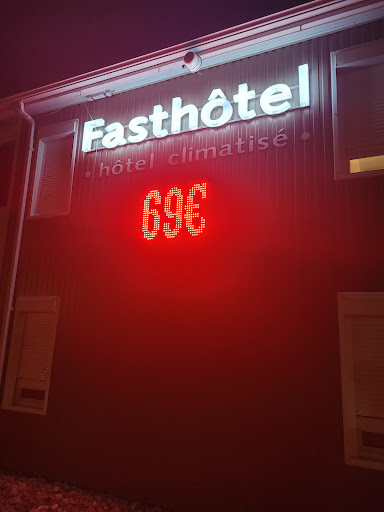 Fasthôtel
• hôtel climatisé •
69€